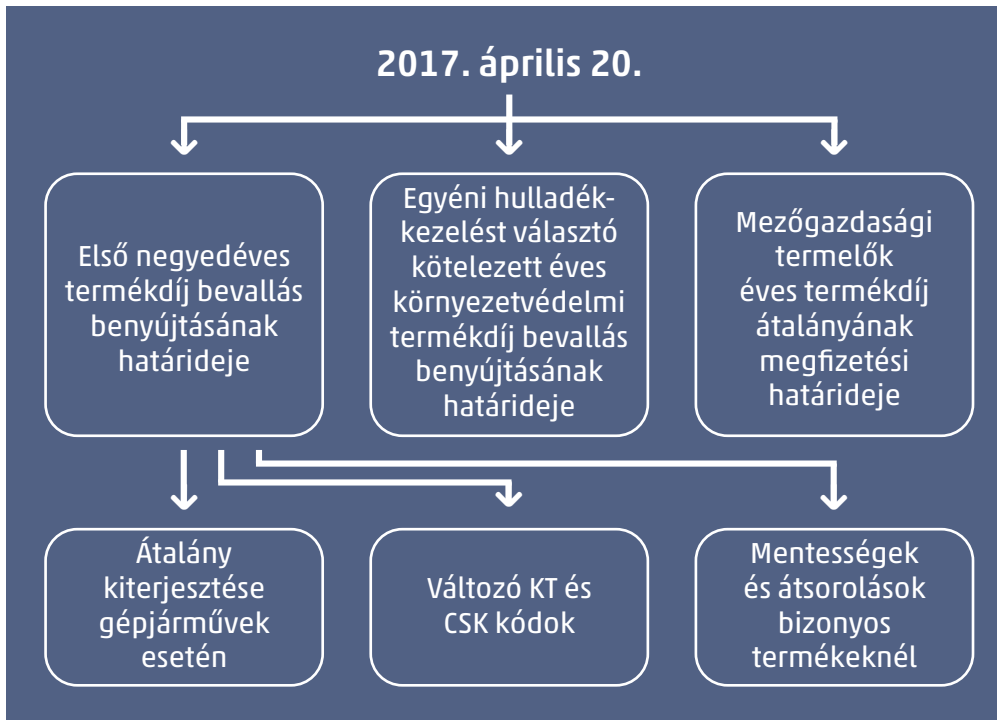 2017. április 20.
Első negyedéves
termékdíj bevallás
benyújtásának
határideje
Egyéni hulladék-
kezelést választó
kötelezett éves
környezetvédelmi
termékdíj bevallás
benyújtásának
határideje
Mezőgazdasági
termelők
éves termékdíj
átalányának
megfizetési
határideje
Átalány
kiterjesztése
gépjárművek
esetén
Változó KT és
CSK kódok
Mentességek
és átsorolások
bizonyos
termékeknél